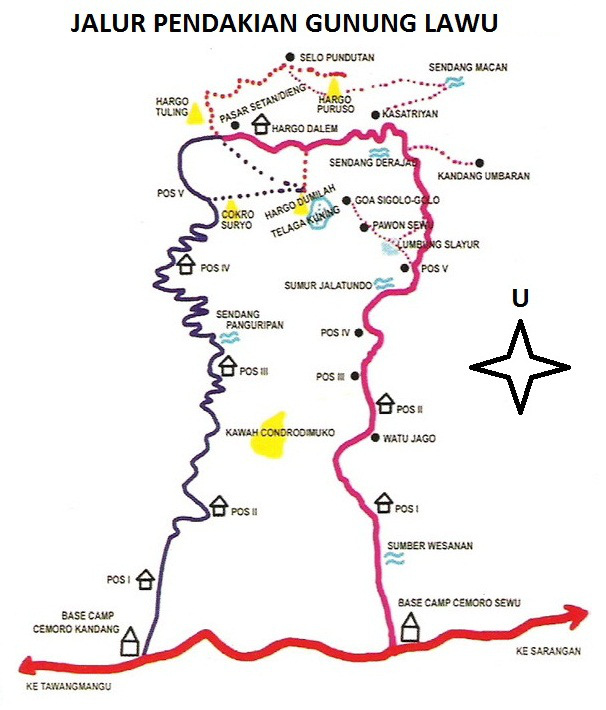 JALUR PENDAKIAN GUNUNG LAWU
SELO PUNDUTAN
SENDANG MACAN
HARGO
TULING
PASAR SETAN/DIENG
HARGO
PURUSO
KASATRIYAN
HARGO DALEM
SENDANG DERAJAD
KANDANG UMBARAN
POS V
HARGO DUMILAH
GOA SIGOLO-GOLO
COKRO
SURYO
TELAGA KUNING
PAWON SEWU
LUMBUNG SLAYUR
POS IV
POS V
SUMUR JALATUNDO
U
SENDANG
PANGURIPAN
POS IV
POS III
POS III
POS II
KAWAH CONDRODIMUKO
WATU JAGO
POS II
POS I
SUMBER WESANAN
POS I
BASE CAMP
CEMORO KANDANG
BASE CAMP CEMORO SEWU
KE SARANGAN
KE TAWANGMANGU